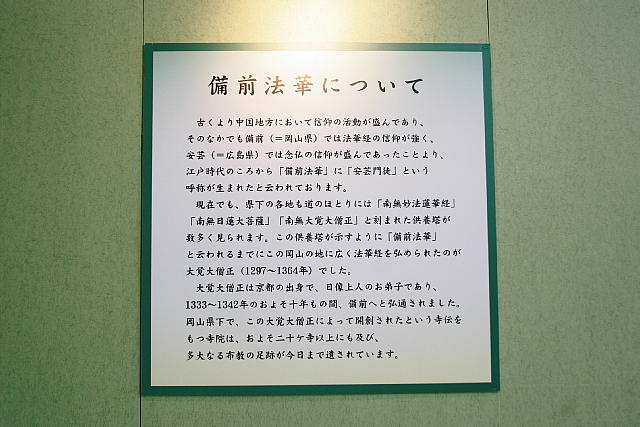 備前法華について
古くより中国地方において信仰の活動が盛んであり、
そのなかでも備前（＝岡山県）では法華経の信仰が強く、
安芸（＝広島県）では念仏の信仰が盛んであったことより、
江戸時代のころから「備前法華」に「安芸門徒」という
呼称が生まれたと云われております。
現在でも、県下の各地も道のほとりには「南無妙法蓮華経」
「南無日蓮大菩薩」「南無大覚大僧正」と刻まれた供養塔が
数多く見られます。この供養塔が示すように「備前法華」
と云われるまでにこの岡山の地に広く法華経を弘められたのが
大覚大僧正（1297～1364年）でした。
大覚大僧正は京都の出身で、日像上人のお弟子であり、
1333～1342年のおよそ十年もの間、備前へと弘通されました。
岡山県下で、この大覚大僧正によって開創されたという寺伝を
もつ寺院は、およそ二十ケ寺以上にも及び、
多大なる布教の足跡が今日まで遺されています。